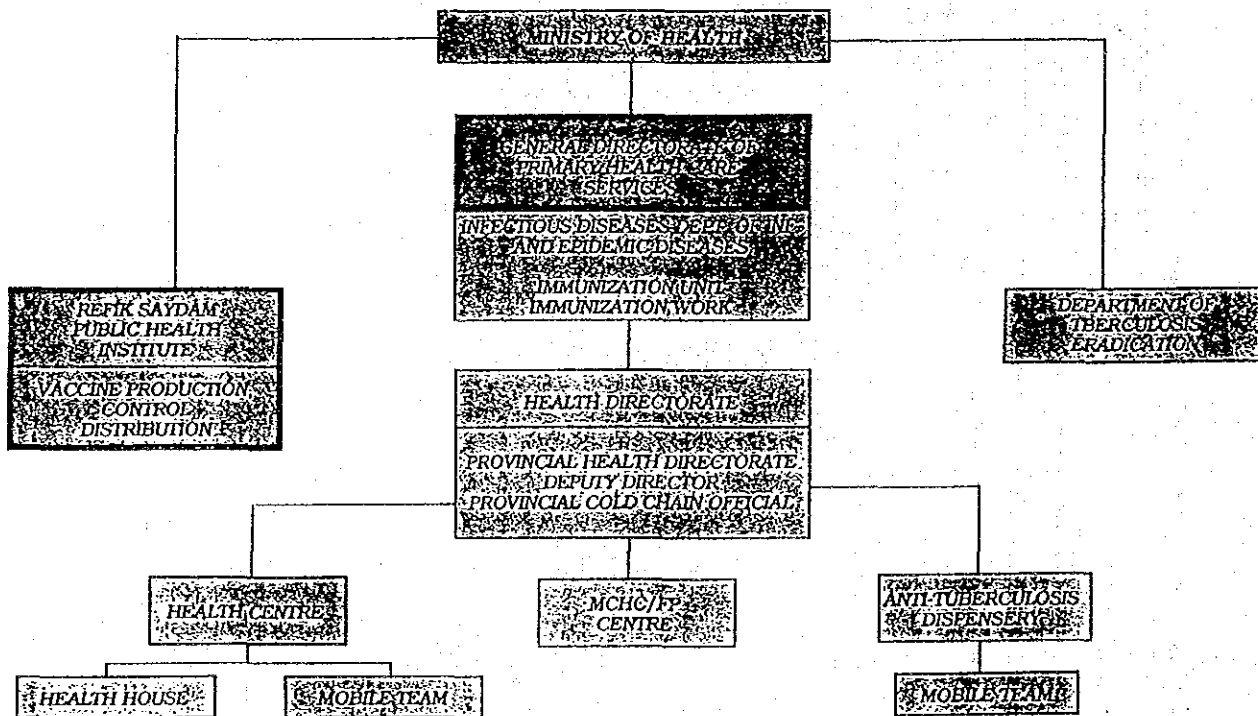 MINISTRY OF HEALTH
GENERAL DIRECTORATE OF
PRIMARY HEALTH CARE
SERVICES
INFECTIOUS DISEASES DEPT. OF INF.
AND EPIDEMIC DISEASES
IMMUNIZATION UNIT
IMMUNIZATION WORK
REFIK SAYDAM
PUBLIC HEALTH
INSTITUTE
VACCINE PRODUCTION
CONTROL
DISTRIBUTION
DEPARTMENT OF
TBERCULOSIS
ERADICATION
HEALTH DIRECTORATE
PROVINCIAL HEALTH DIRECTORATE
DEPUTY DIRECTOR
PROVINCIAL COLD CHAIN OFFICIAL
HEALTH CENTRE
MCHC/FP
CENTRE
ANTI-TUBERCULOSIS
DISPENSERY
HEALTH HOUSE
MOBILE TEAM
MOBILE TEAM